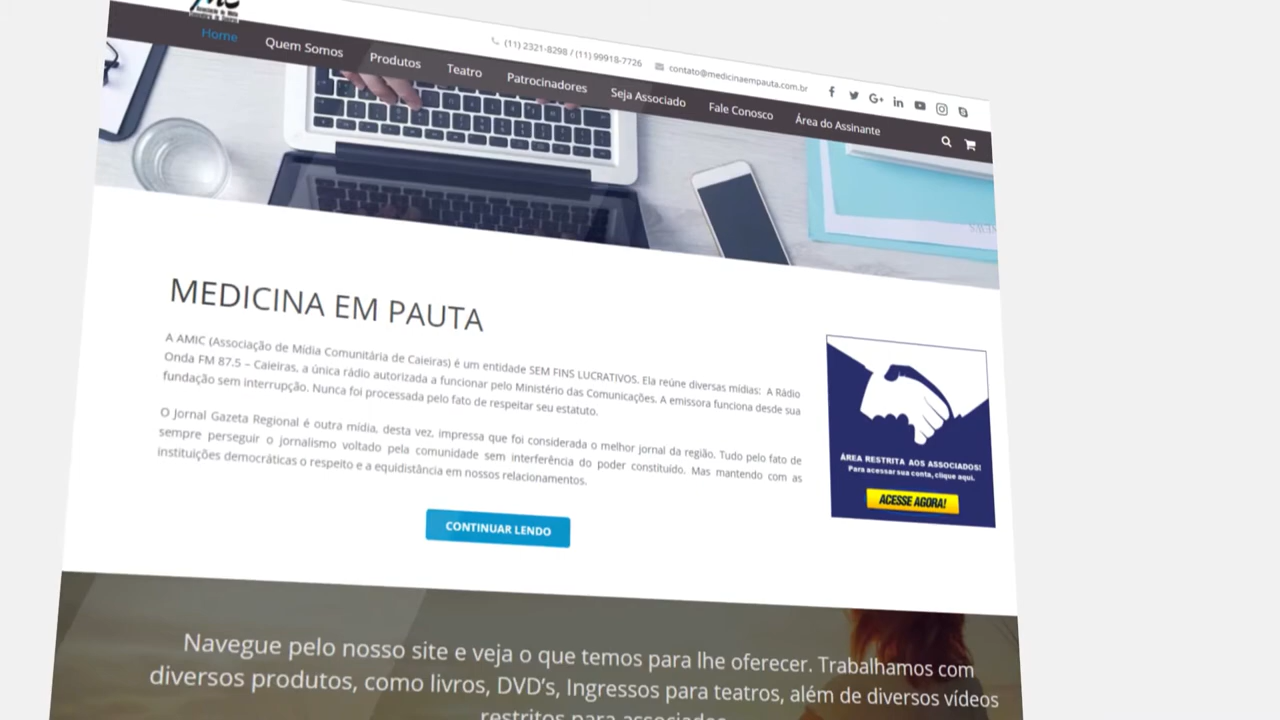 (11) 2321-8298 / (11) 99918-7726
contato@medicinaempauta.com.br
Home
Quem Somos
Produtos
Teatro
Patrocinadores
Seja Associado
Fale Conosco
Área do Assinante
MEDICINA EM PAUTA
A AMIC (Associação de Mídia Comunitária de Caieiras) é um entidade SEM FINS LUCRATIVOS. Ela reúne diversas mídias: A Rádio
Onda FM 87.5 – Caieiras, a única rádio autorizada a funcionar pelo Ministério das Comunicações. A emissora funciona desde sua
fundação sem interrupção. Nunca foi processada pelo fato de respeitar seu estatuto.
O Jornal Gazeta Regional é outra mídia, desta vez, impressa que foi considerada o melhor jornal da região. Tudo pelo fato de
sempre perseguir o jornalismo voltado pela comunidade sem interferência do poder constituído. Mas mantendo com as
instituições democráticas o respeito e a equidistância em nossos relacionamentos.
CONTINUAR LENDO
ÁREA RESTRITA AOS ASSOCIADOS!
Para acessar sua conta, clique aqui.
ACESSE AGORA!
Navegue pelo nosso site e veja o que temos para lhe oferecer. Trabalhamos com
diversos produtos, como livros, DVD's, Ingressos para teatros, além de diversos vídeos
restritos para associados